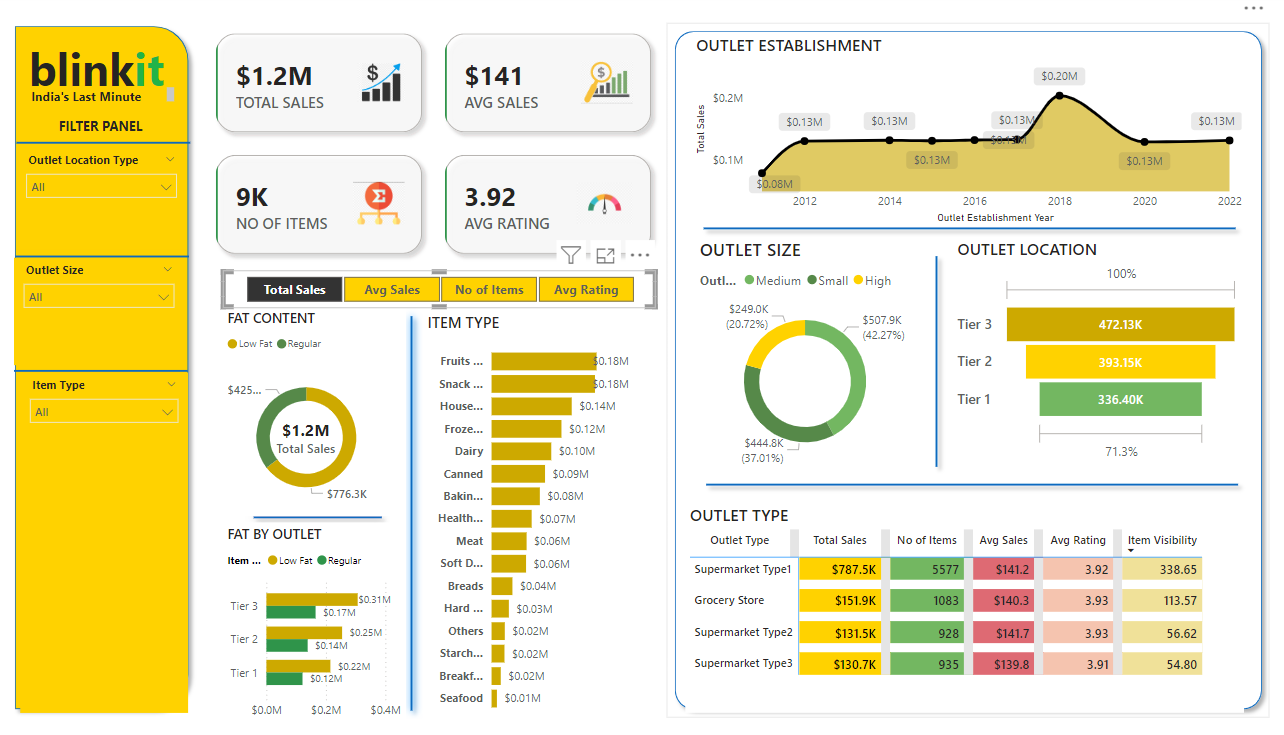 blinkit
India's Last Minute
FILTER PANEL
Outlet Location Type
All
Outlet Size
All
Item Type
All
$1.2M
TOTAL SALES
$
$141
AVG SALES
$
9K
NO OF ITEMS
Σ
3.92
AVG RATING
Total Sales Avg Sales No of Items Avg Rating
FAT CONTENT
Low Fat Regular
$425...
$1.2M
Total Sales
$776.3K
FAT BY OUTLET
Item ... Low Fat Regular
Tier 3 $0.31M
$0.17M
Tier 2 $0.25M
$0.14M
Tier 1 $0.22M
$0.12M
$0.0M $0.2M $0.4M
ITEM TYPE
Fruits ... $0.18M
Snack ... $0.18M
House... $0.14M
Froze... $0.12M
Dairy $0.10M
Canned $0.09M
Bakin... $0.08M
Health... $0.07M
Meat $0.06M
Soft D... $0.06M
Breads $0.04M
Hard ... $0.03M
Others $0.02M
Starch... $0.02M
Breakf... $0.02M
Seafood $0.01M
OUTLET ESTABLISHMENT
Total Sales
$0.2M
$0.1M
$0.08M
$0.13M
$0.13M
$0.13M
$0.13M
$0.13M
$0.20M
$0.13M
$0.13M
2012 2014 2016 2018 2020 2022
Outlet Establishment Year
OUTLET SIZE
Outl... Medium Small High
$249.0K
(20.72%)
$507.9K
(42.27%)
$444.8K
(37.01%)
OUTLET LOCATION
100%
Tier 3 472.13K
Tier 2 393.15K
Tier 1 336.40K
71.3%
OUTLET TYPE
Outlet Type Total Sales No of Items Avg Sales Avg Rating Item Visibility
Supermarket Type1 $787.5K 5577 $141.2 3.92 338.65
Grocery Store $151.9K 1083 $140.3 3.93 113.57
Supermarket Type2 $131.5K 928 $141.7 3.93 56.62
Supermarket Type3 $130.7K 935 $139.8 3.91 54.80